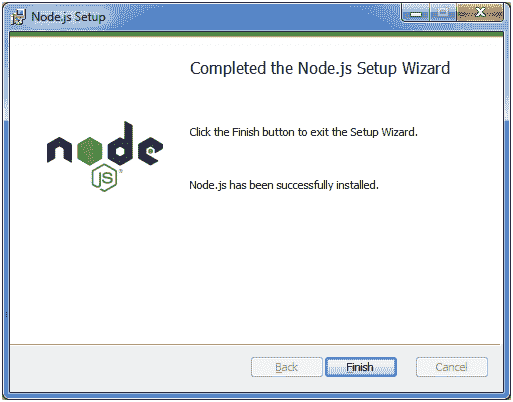 Node.js Setup
Completed the Node.js Setup Wizard
Click the Finish button to exit the Setup Wizard.
node
JS
Node.js has been successfully installed.
Back
Finish
Cancel